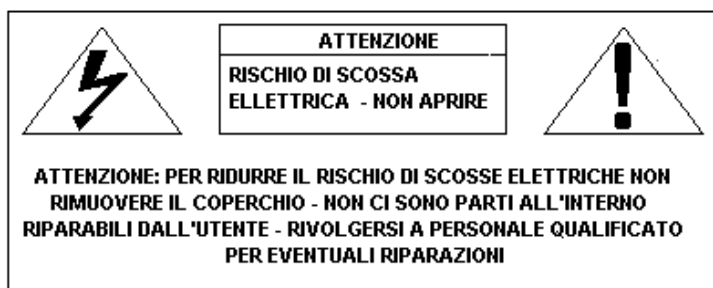 ATTENZIONE
RISCHIO DI SCOSSA
ELLETTRICA - NON APRIRE
ATTENZIONE: PER RIDURRE IL RISCHIO DI SCOSSE ELETTRICHE NON
RIMUOVERE IL COPERCHIO - NON CI SONO PARTI ALL'INTERNO
RIPARABILI DALL'UTENTE - RIVOLGERSI A PERSONALE QUALIFICATO
PER EVENTUALI RIPARAZIONI